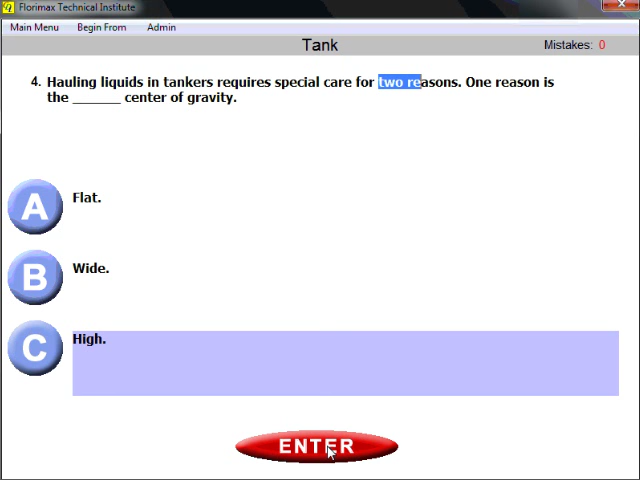 Florimax Technical Institute
Main Menu Begin From Admin
Tank Mistakes: 0
4. Hauling liquids in tankers requires special care for two reasons. One reason is
the ______ center of gravity.
A Flat.
B Wide.
C High.
ENTER